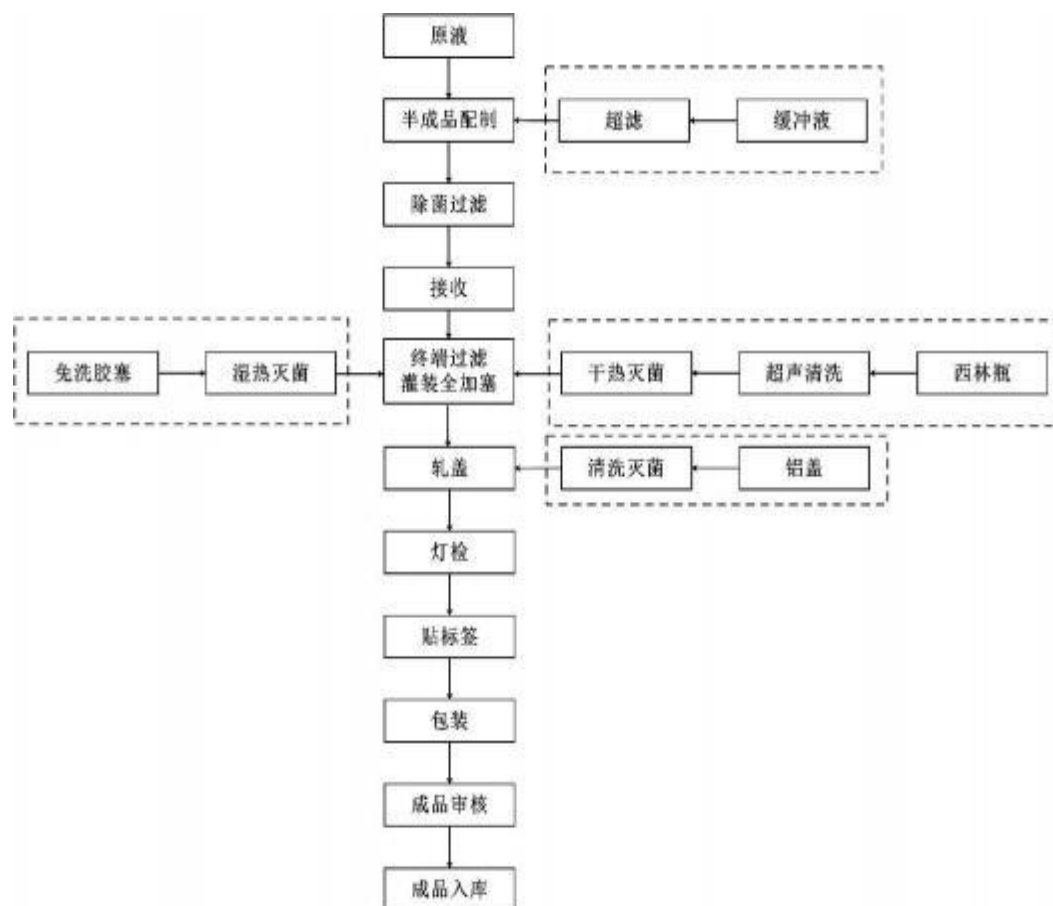 原液
半成品配制
超滤
缓冲液
除菌过滤
接收
免洗胶塞
湿热灭菌
终端过滤
灌装全加塞
干热灭菌
超声清洗
西林瓶
轧盖
清洗灭菌
铝盖
灯检
贴标签
包装
成品审核
成品入库